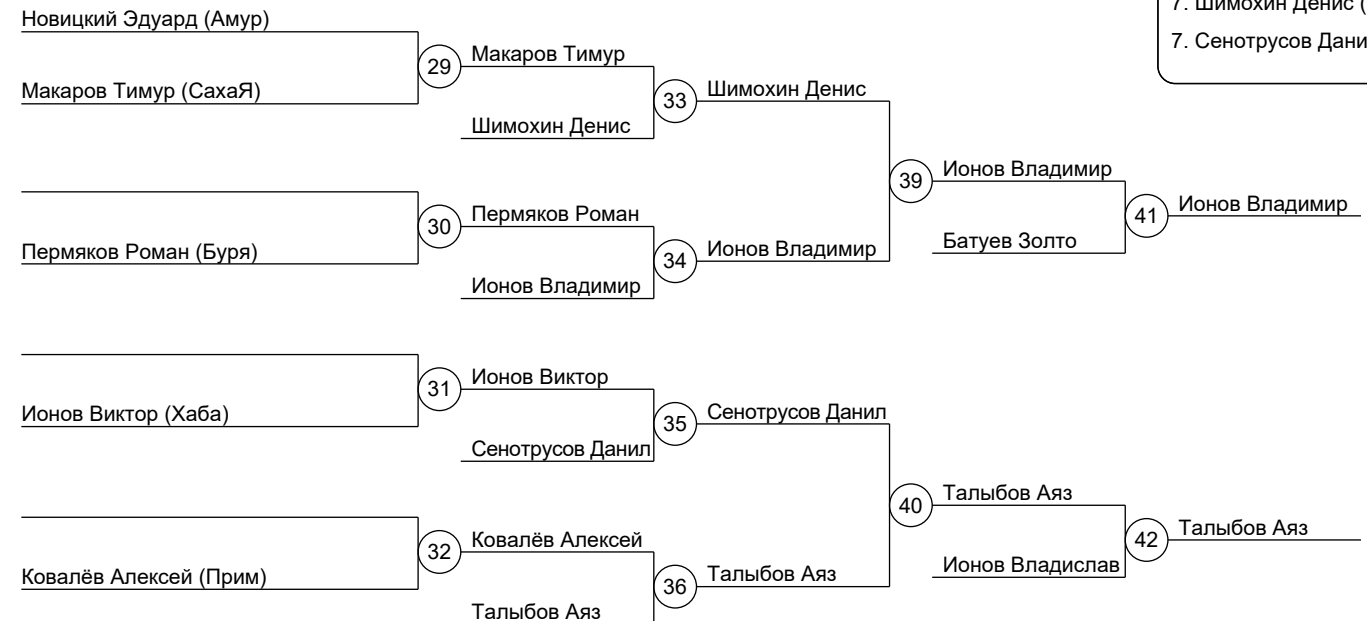 7. Шимохин Денис (
7. Сенотрусов Дани
Новицкий Эдуард (Амур)
29
Макаров Тимур
Макаров Тимур (СахаЯ)
33
Шимохин Денис
Шимохин Денис
39
Ионов Владимир
30
Пермяков Роман
41
Ионов Владимир
Пермяков Роман (Буря)
34
Ионов Владимир
Батуев Золто
Ионов Владимир
31
Ионов Виктор
Ионов Виктор (Хаба)
35
Сенотрусов Данил
Сенотрусов Данил
40
Талыбов Аяз
32
Ковалёв Алексей
42
Талыбов Аяз
Ковалёв Алексей (Прим)
36
Талыбов Аяз
Ионов Владислав
Талыбов Аяз